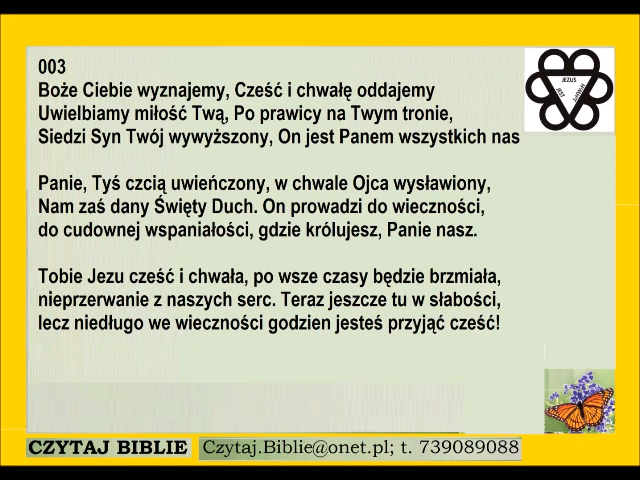 003
Boże Ciebie wyznajemy, Cześć i chwałę oddajemy
Uwielbiamy miłość Twą, Po prawicy na Twym tronie,
Siedzi Syn Twój wywyższony, On jest Panem wszystkich nas
Panie, Tyś czcią uwieńczony, w chwale Ojca wysławiony,
Nam zaś dany Święty Duch. On prowadzi do wieczności,
do cudownej wspaniałości, gdzie królujesz, Panie nasz.
Tobie Jezu cześć i chwała, po wsze czasy będzie brzmiała,
nieprzerwanie z naszych serc. Teraz jeszcze tu w słabości,
lecz niedługo we wieczności godzien jesteś przyjąć cześć!
JEZUS
JEST
CZYTAJ BIBLIE Czytaj.Biblie@onet.pl; t. 739089088